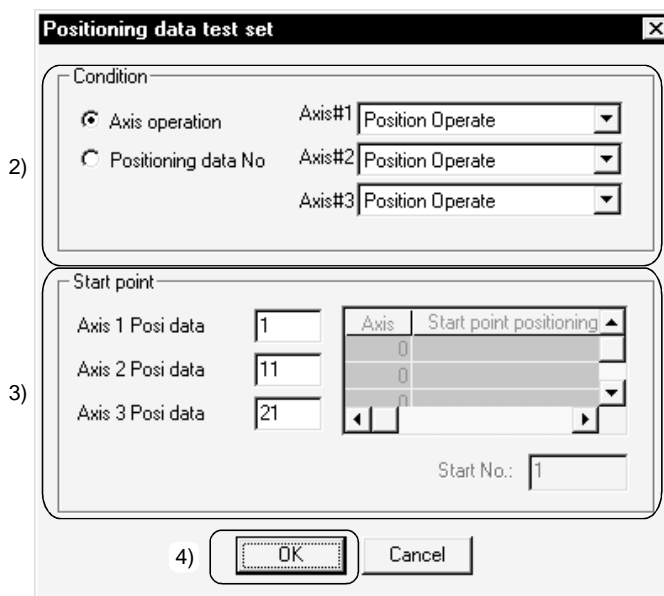 Positioning data test set
Condition
Axis operation
Positioning data No
Axis#1 Position Operate
Axis#2 Position Operate
Axis#3 Position Operate
2)
Start point
Axis 1 Posi data 1
Axis 2 Posi data 11
Axis 3 Posi data 21
Axis Start point positioning
0
0
0
3)
Start No.: 1
4)
OK
Cancel